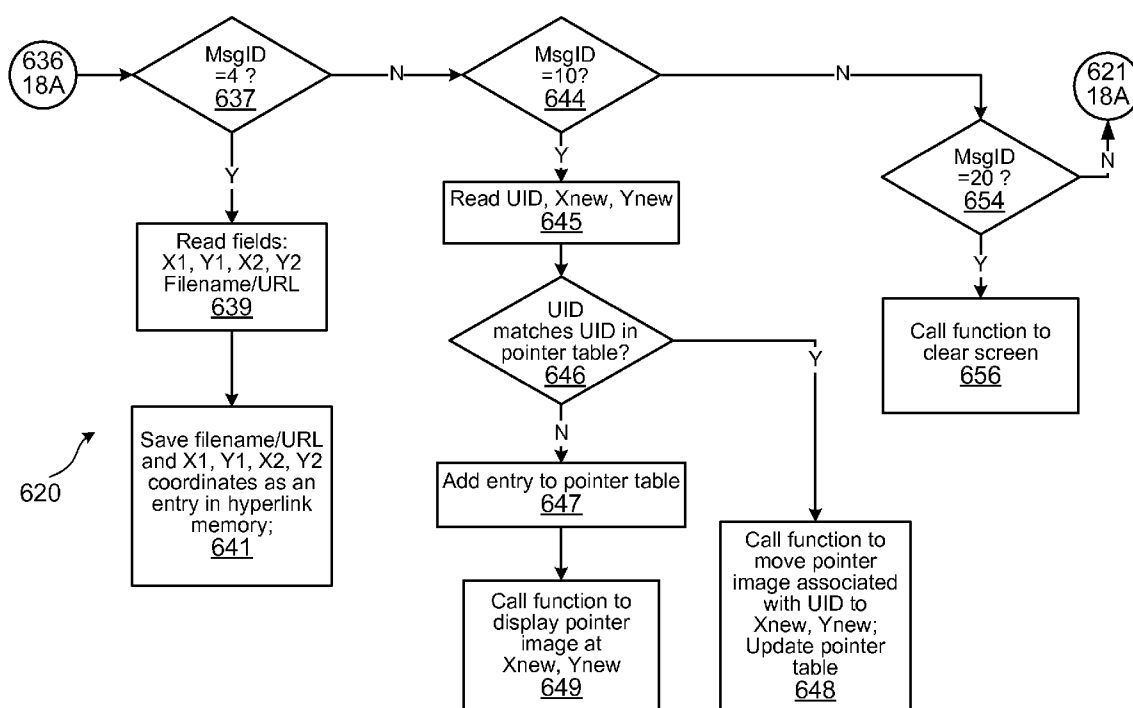 636
18A
MsgID
=4 ?
637
N
MsgID
=10?
644
N
621
18A
MsgID
=20 ?
654
N
Y
Read fields:
X1, Y1, X2, Y2
Filename/URL
639
Save filename/URL
and X1, Y1, X2, Y2
coordinates as an
entry in hyperlink
memory;
641
Y
Read UID, Xnew, Ynew
645
UID
matches UID in
pointer table?
646
N
Add entry to pointer table
647
Call function to
display pointer
image at
Xnew, Ynew
649
Y
Call function to
move pointer
image associated
with UID to
Xnew, Ynew;
Update pointer
table
648
Y
Call function to
clear screen
656
620